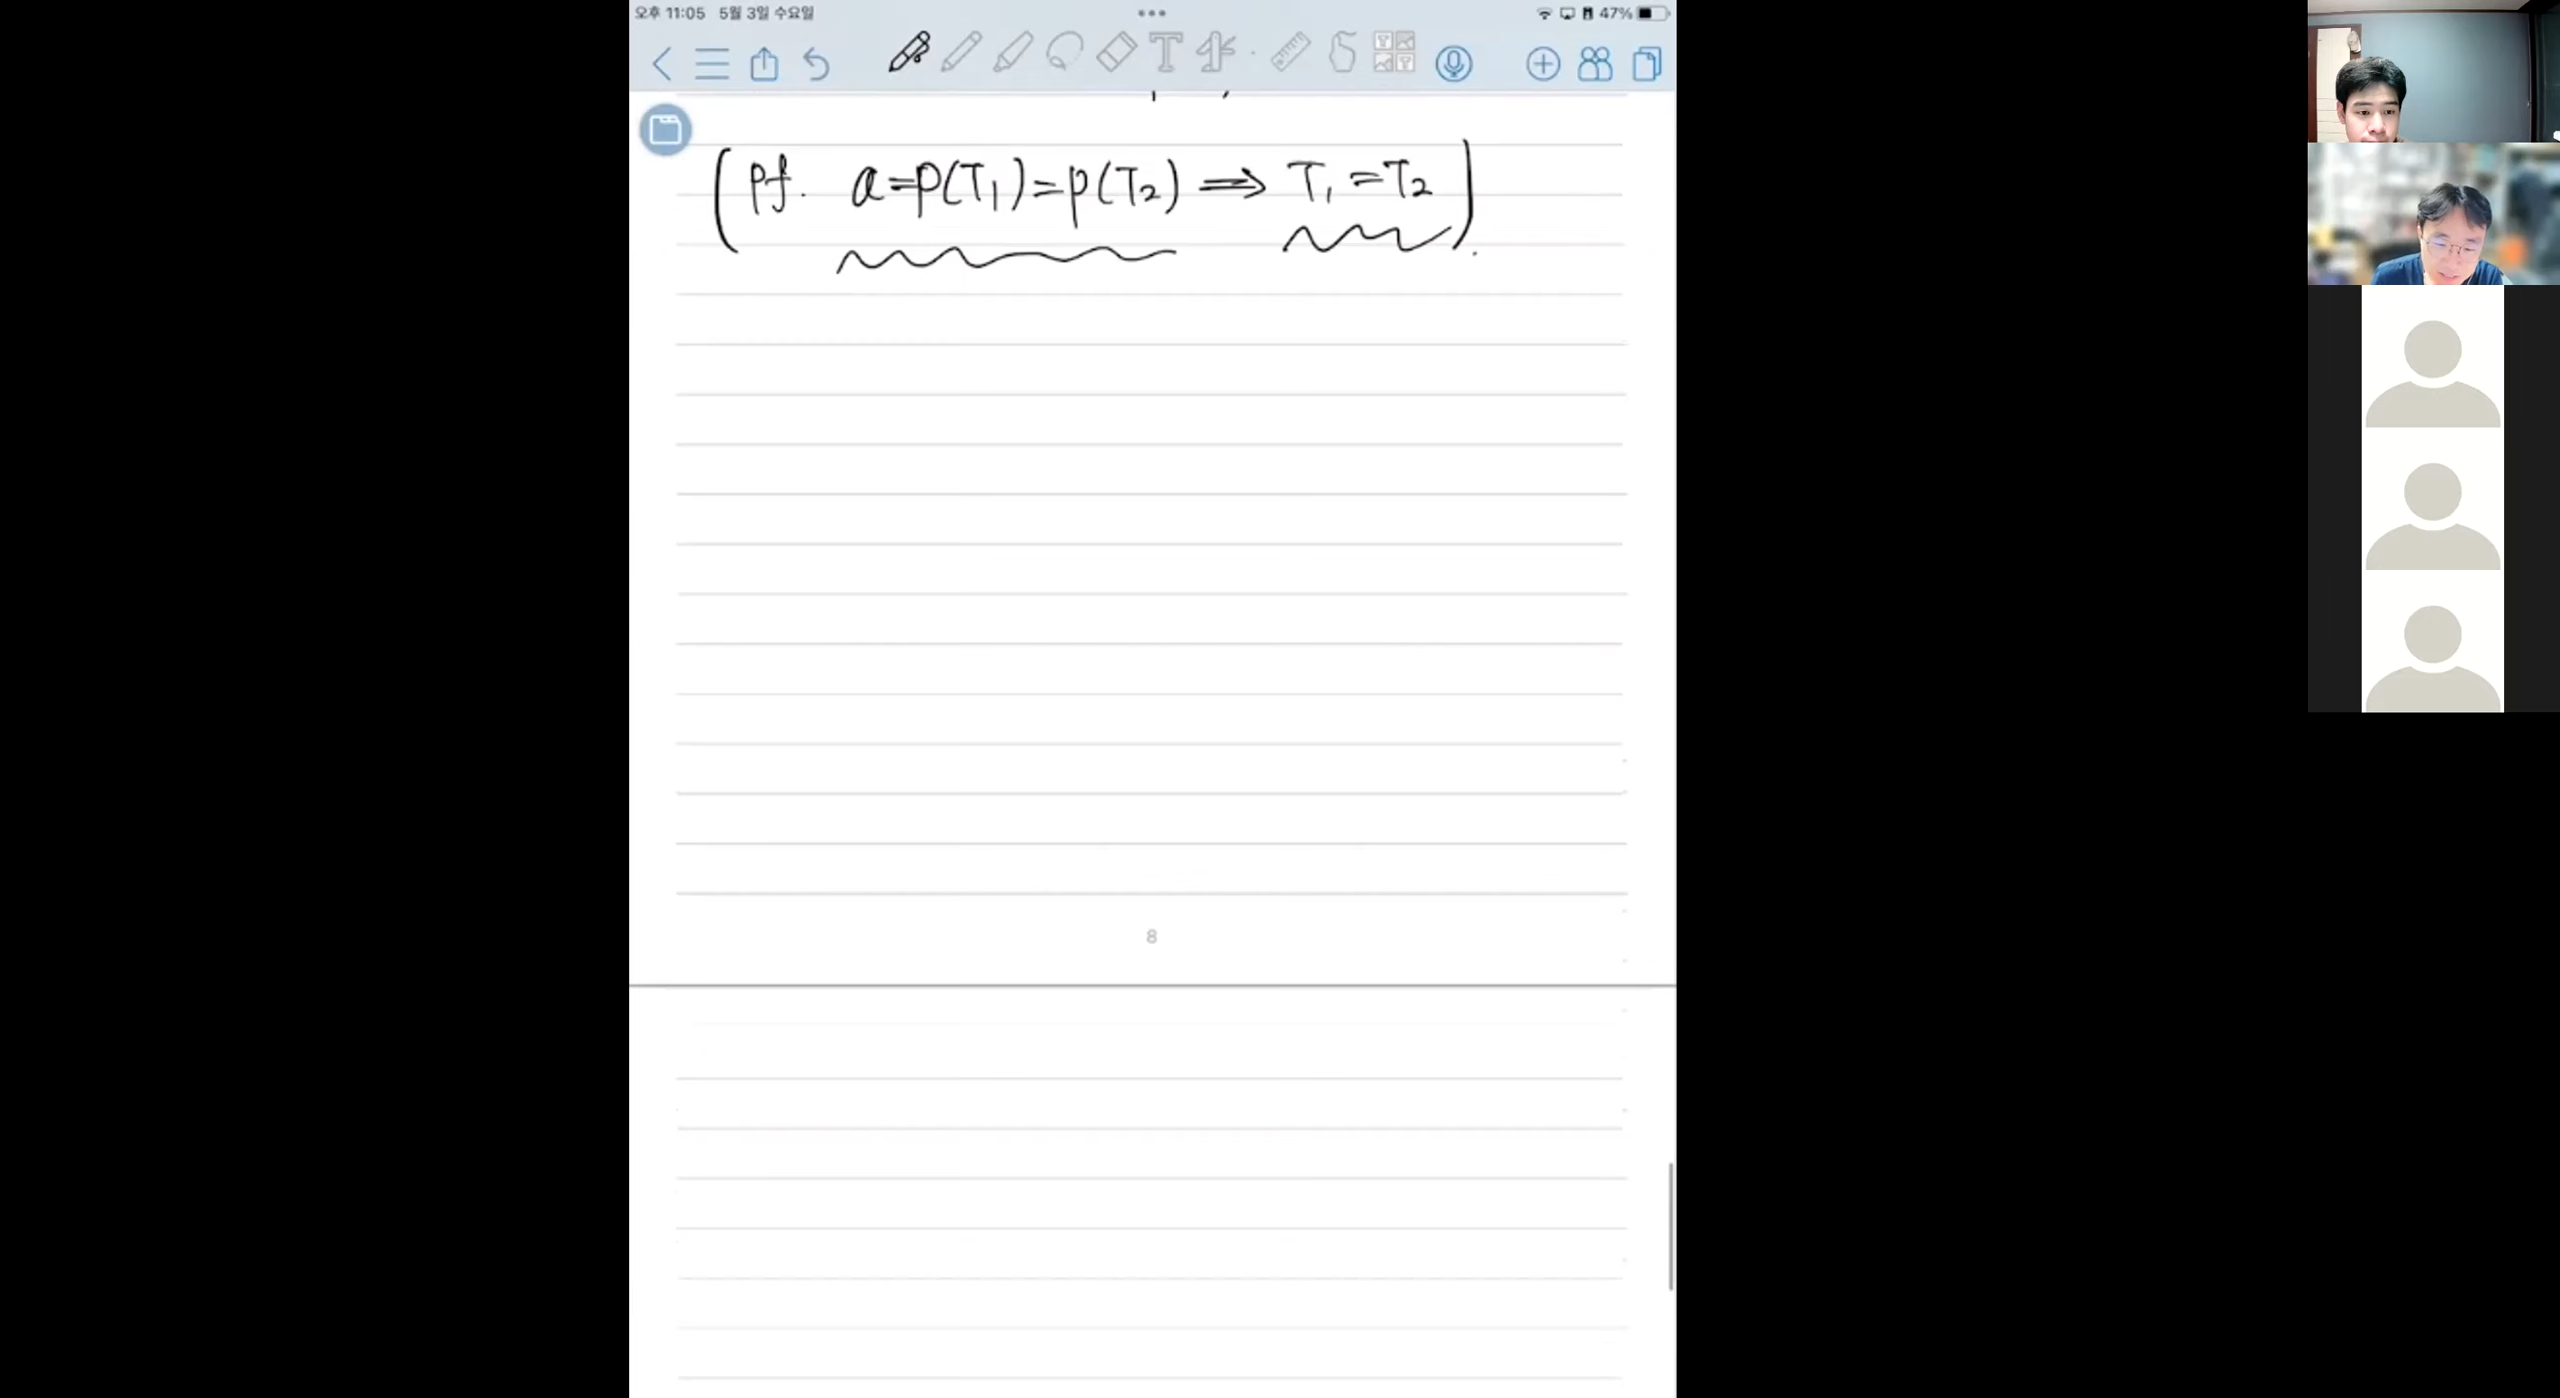 오후 11:05 5월 3일 수요일
47%
(pf. a=p(T₁)=p(T₂) ⇒ T₁=T₂).
8